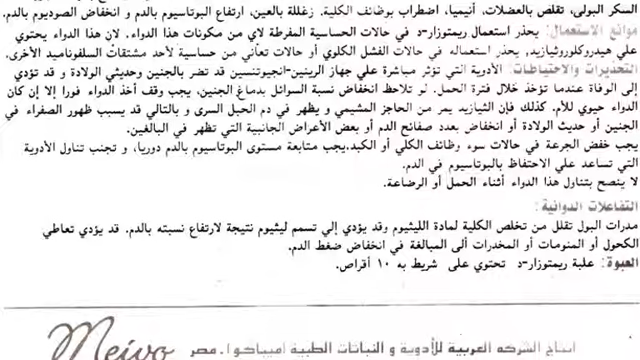 السكر البولى، تقلص بالعضلات، أنيميا، اضطراب بوظائف الكلية. زغللة بالعين، ارتفاع البوتاسيوم بالدم و انخفاض الصوديوم بالدم.
موانع الاستعمال: يحذر استعمال ريمتوزار-د في حالات الحساسية المفرطة لاي من مكونات هذا الدواء. لان هذا الدواء يحتوي
علي هيدروكلوروثيازيد, يحذر استعماله في حالات الفشل الكلوي أو حالات تعاني من حساسية لأحد مشتقات السلفوناميد الأخرى.
التحذيرات والاحتياطات: الأدوية التي تؤثر مباشرة علي جهاز الرينين-انجيوتنسين قد تضر بالجنين وحديثي الولادة و قد تؤدي
إلى الوفاة عندما تؤخذ خلال فترة الحمل. لو تلاحظ انخفاض نسبة السوائل بدماغ الجنين، يجب وقف أخذ الدواء فورا إلا إن كان
الدواء حيوي للأم. كذلك فإن الثيازيد يمر من الحاجز المشيمي و يظهر في دم الحبل السرى و بالتالي قد يسبب ظهور الصفراء في
الجنين أو حديث الولادة أو انخفاض بعدد صفائح الدم أو بعض الأعراض الجانبية التي تظهر في البالغين.
يجب خفض الجرعة في حالات سوء وظائف الكلي أو الكبد.يجب متابعة مستوى البوتاسيوم بالدم دوريا، و تجنب تناول الأدوية
التي تساعد علي الاحتفاظ بالبوتاسيوم في الدم.
لا ينصح بتناول هذا الدواء أثناء الحمل أو الرضاعة.
التفاعلات الدوائية:
مدرات البول تقلل من تخلص الكلية لمادة الليثيوم وقد يؤدي إلي تسمم ليثيوم نتيجة لارتفاع نسبته بالدم. قد يؤدي تعاطي
الكحول أو المنومات أو المخدرات ألى المبالغة في انخفاض ضغط الدم.
العبوة: علبة ريمتوزار-د تحتوي على شريط به ١٠ أقراص.
انتاج الشركه العربية للأدوية و النباتات الطبية (ميباكو). مصر